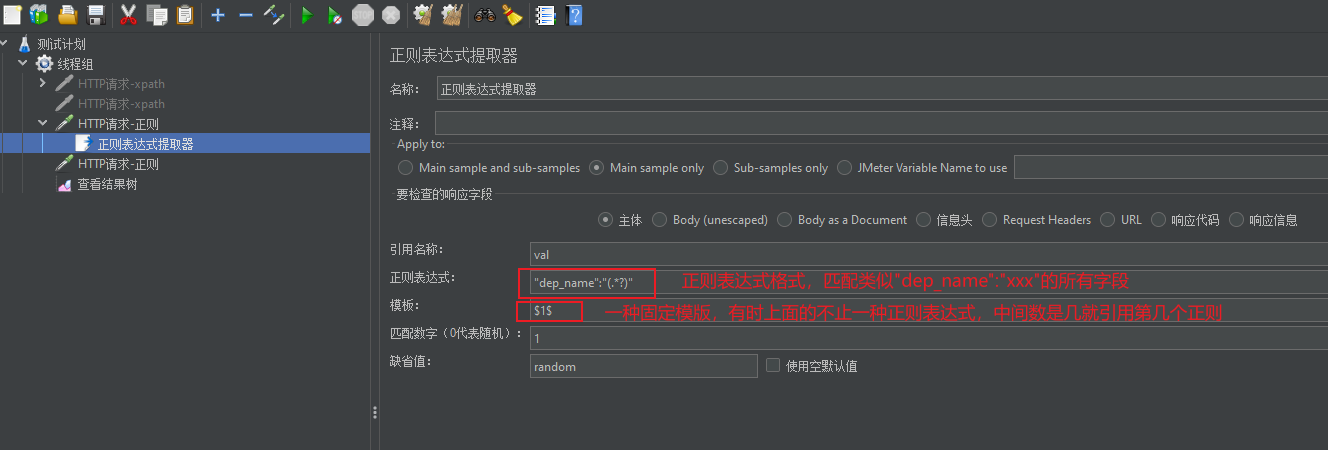 STOP
测试计划
线程组
HTTP请求-xpath
HTTP请求-xpath
HTTP请求-正则
正则表达式提取器
HTTP请求-正则
查看结果树
正则表达式提取器
名称: 正则表达式提取器
注释:
Apply to:
Main sample and sub-samples Main sample only Sub-samples only JMeter Variable Name to use
要检查的响应字段
主体 Body (unescaped) Body as a Document 信息头 Request Headers URL 响应代码 响应信息
引用名称: val
正则表达式: "dep_name":"(.*?)" 正则表达式格式，匹配类似"dep_name":"xxx"的所有字段
模板: $1$ 一种固定模版，有时上面的不止一种正则表达式，中间数是几就引用第几个正则
匹配数字（0代表随机）: 1
缺省值: random 使用空默认值